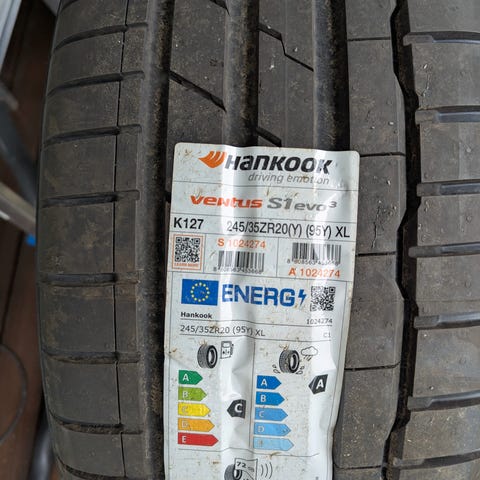 HANKOOK
driving emotion
Ventus S1 evo³
K127 245/35ZR20(Y) (95Y) XL
S 1024274
A 1024274
ENERG
Hankook 1024274
245/35ZR20 (95Y) XL C1
A
B
C
D
E
C
A
B
C
D
E
A
72